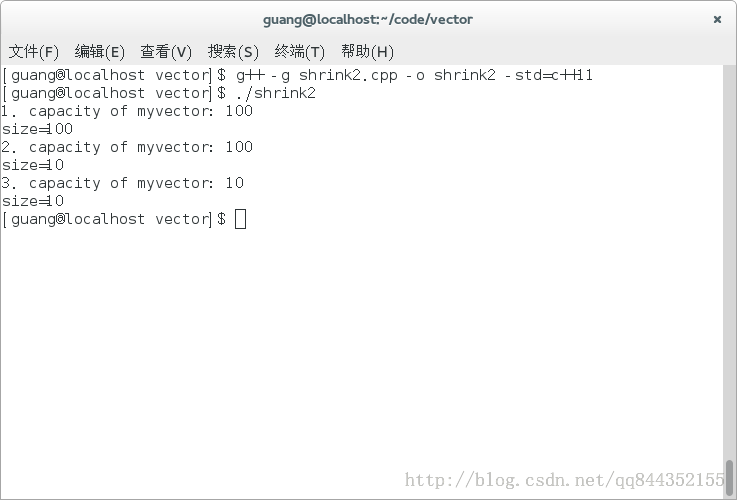 guang@localhost:~/code/vector ×
文件(F) 编辑(E) 查看(V) 搜索(S) 终端(T) 帮助(H)
[guang@localhost vector]$ g++ -g shrink2.cpp -o shrink2 -std=c++11
[guang@localhost vector]$ ./shrink2
1. capacity of myvector: 100
size=100
2. capacity of myvector: 100
size=10
3. capacity of myvector: 10
size=10
[guang@localhost vector]$
http://blog.csdn.net/qq844352155